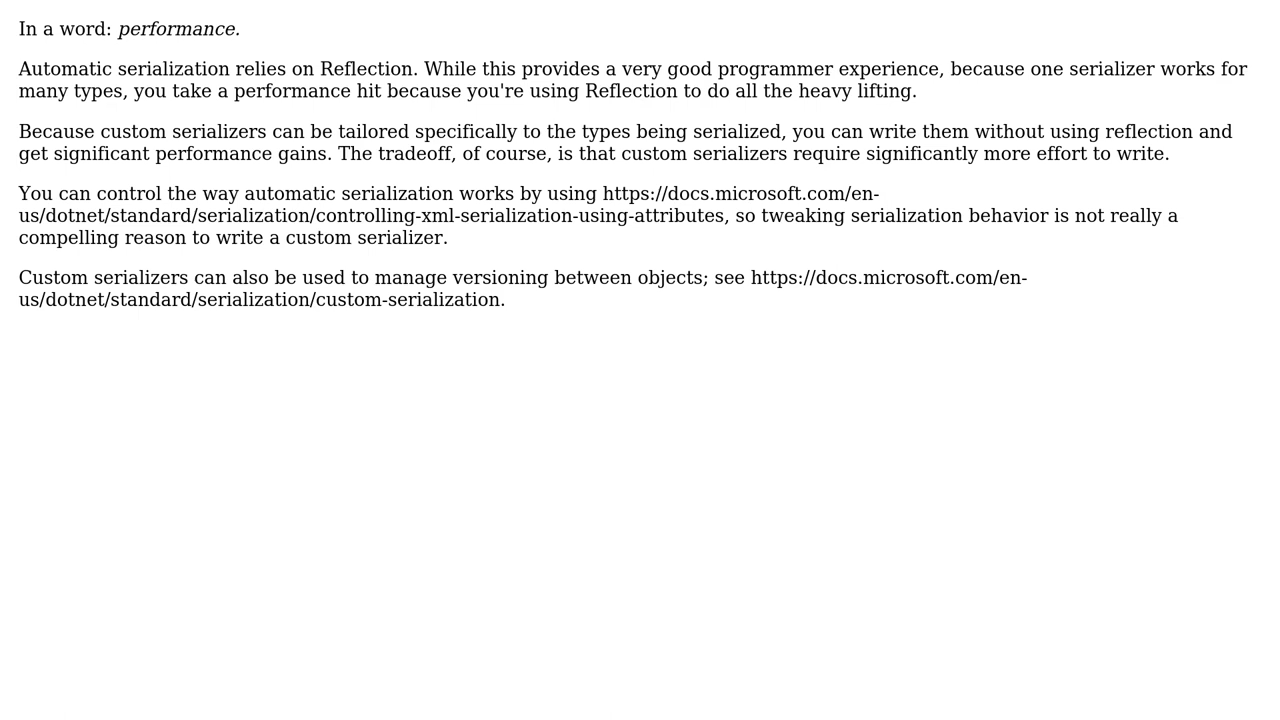 In a word: performance.
Automatic serialization relies on Reflection. While this provides a very good programmer experience, because one serializer works for
many types, you take a performance hit because you're using Reflection to do all the heavy lifting.
Because custom serializers can be tailored specifically to the types being serialized, you can write them without using reflection and
get significant performance gains. The tradeoff, of course, is that custom serializers require significantly more effort to write.
You can control the way automatic serialization works by using https://docs.microsoft.com/en-
us/dotnet/standard/serialization/controlling-xml-serialization-using-attributes, so tweaking serialization behavior is not really a
compelling reason to write a custom serializer.
Custom serializers can also be used to manage versioning between objects; see https://docs.microsoft.com/en-
us/dotnet/standard/serialization/custom-serialization.